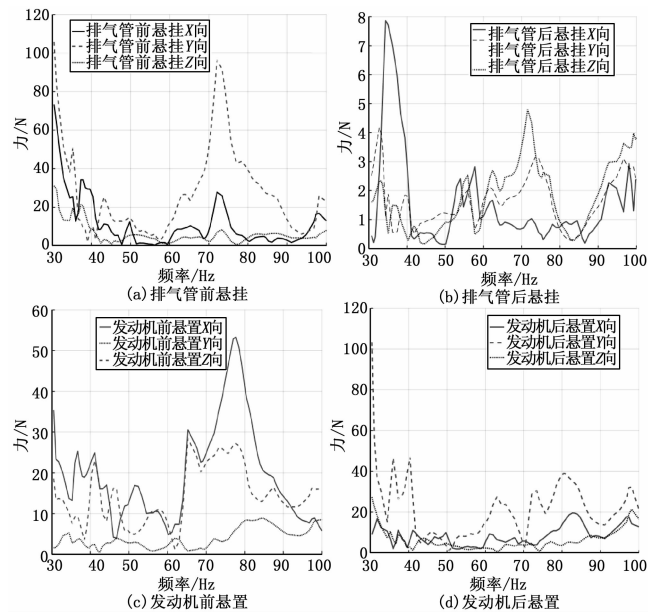 120
100
80
60
40
20
0
力/N
排气管前悬挂X向
排气管前悬挂Y向
排气管前悬挂Z向
30 40 50 60 70 80 90 100
频率/Hz
(a)排气管前悬挂
8
7
6
5
4
3
2
1
0
力/N
排气管后悬挂X向
排气管后悬挂Y向
排气管后悬挂Z向
30 40 50 60 70 80 90 100
频率/Hz
(b)排气管后悬挂
60
50
40
30
20
10
0
力/N
发动机前悬置X向
发动机前悬置Y向
发动机前悬置Z向
30 40 50 60 70 80 90 100
频率/Hz
(c)发动机前悬置
120
100
80
60
40
20
0
力/N
发动机后悬置X向
发动机后悬置Y向
发动机后悬置Z向
30 40 50 60 70 80 90 100
频率/Hz
(d)发动机后悬置